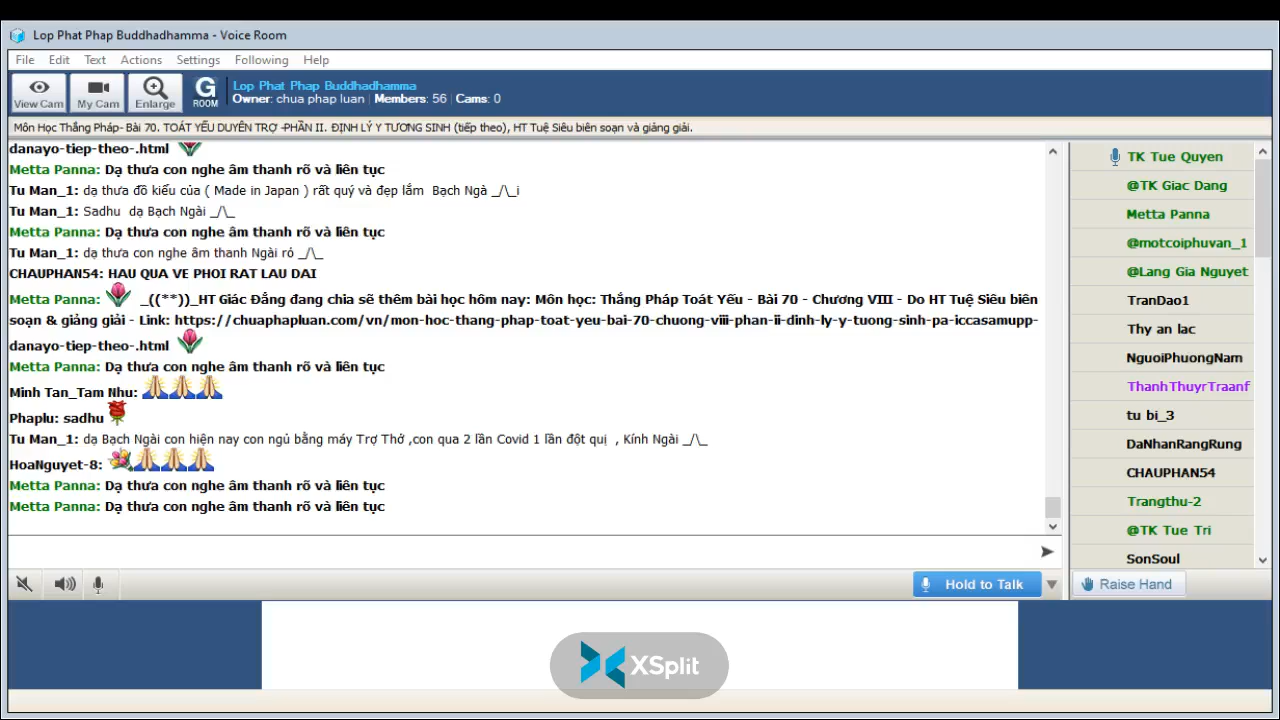 Lop Phat Phap Buddhadhamma - Voice Room
File Edit Text Actions Settings Following Help
View Cam My Cam Enlarge G ROOM
Lop Phat Phap Buddhadhamma
Owner: chua phap luan | Members: 56 | Cams: 0
Môn Học Thắng Pháp- Bài 70. TOÁT YẾU DUYÊN TRỢ -PHẦN II. ĐỊNH LÝ Y TƯƠNG SINH (tiếp theo), HT Tuệ Siêu biên soạn và giảng giải.
danayo-tiep-theo-.html
Metta Panna: Dạ thưa con nghe âm thanh rõ và liên tục
Tu Man_1: dạ thưa đồ kiểu của ( Made in Japan ) rất quý và đẹp lắm Bạch Ngà _/\_i
Tu Man_1: Sadhu dạ Bạch Ngài _/\_
Metta Panna: Dạ thưa con nghe âm thanh rõ và liên tục
Tu Man_1: dạ thưa con nghe âm thanh Ngài ró _/\_
CHAUPHAN54: HAU QUA VE PHOI RAT LAU DAI
Metta Panna: _((**))_HT Giác Đẳng đang chia sẽ thêm bài học hôm nay: Môn học: Thắng Pháp Toát Yếu - Bài 70 - Chương VIII - Do HT Tuệ Siêu biên
soạn & giảng giải - Link: https://chuaphapluan.com/vn/mon-hoc-thang-phap-toat-yeu-bai-70-chuong-viii-phan-ii-dinh-ly-y-tuong-sinh-pa-iccasamupp-
danayo-tiep-theo-.html
Metta Panna: Dạ thưa con nghe âm thanh rõ và liên tục
Minh Tan_Tam Nhu:
Phaplu: sadhu
Tu Man_1: dạ Bạch Ngài con hiện nay con ngủ bằng máy Trợ Thở ,con qua 2 lần Covid 1 lần đột quị , Kính Ngài _/\_
HoaNguyet-8:
Metta Panna: Dạ thưa con nghe âm thanh rõ và liên tục
Metta Panna: Dạ thưa con nghe âm thanh rõ và liên tục
TK Tue Quyen
@TK Giac Dang
Metta Panna
@motcoiphuvan_1
@Lang Gia Nguyet
TranDao1
Thy an lac
NguoiPhuongNam
ThanhThuyrTraanf
tu bi_3
DaNhanRangRung
CHAUPHAN54
Trangthu-2
@TK Tue Tri
SonSoul
Hold to Talk
Raise Hand
XSplit